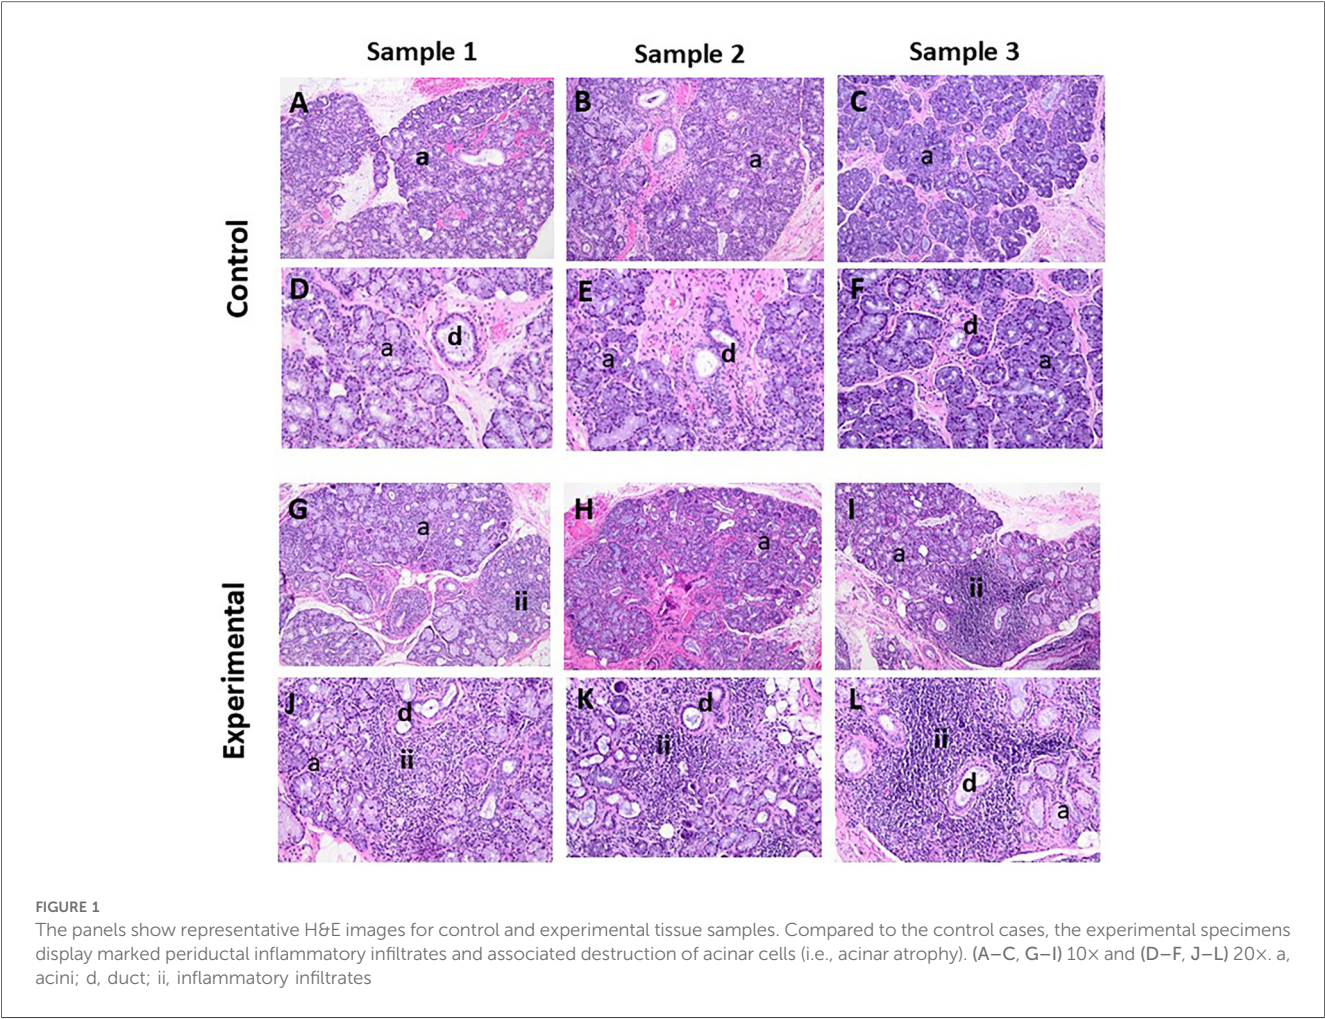 Sample 1 Sample 2 Sample 3
Control
A a B a C a
D d a E a d F d a
Experimental
G a ii H a I a ii
J d a ii K d ii L ii d a
FIGURE 1
The panels show representative H&E images for control and experimental tissue samples. Compared to the control cases, the experimental specimens
display marked periductal inflammatory infiltrates and associated destruction of acinar cells (i.e., acinar atrophy). (A–C, G–I) 10× and (D–F, J–L) 20×. a,
acini; d, duct; ii, inflammatory infiltrates